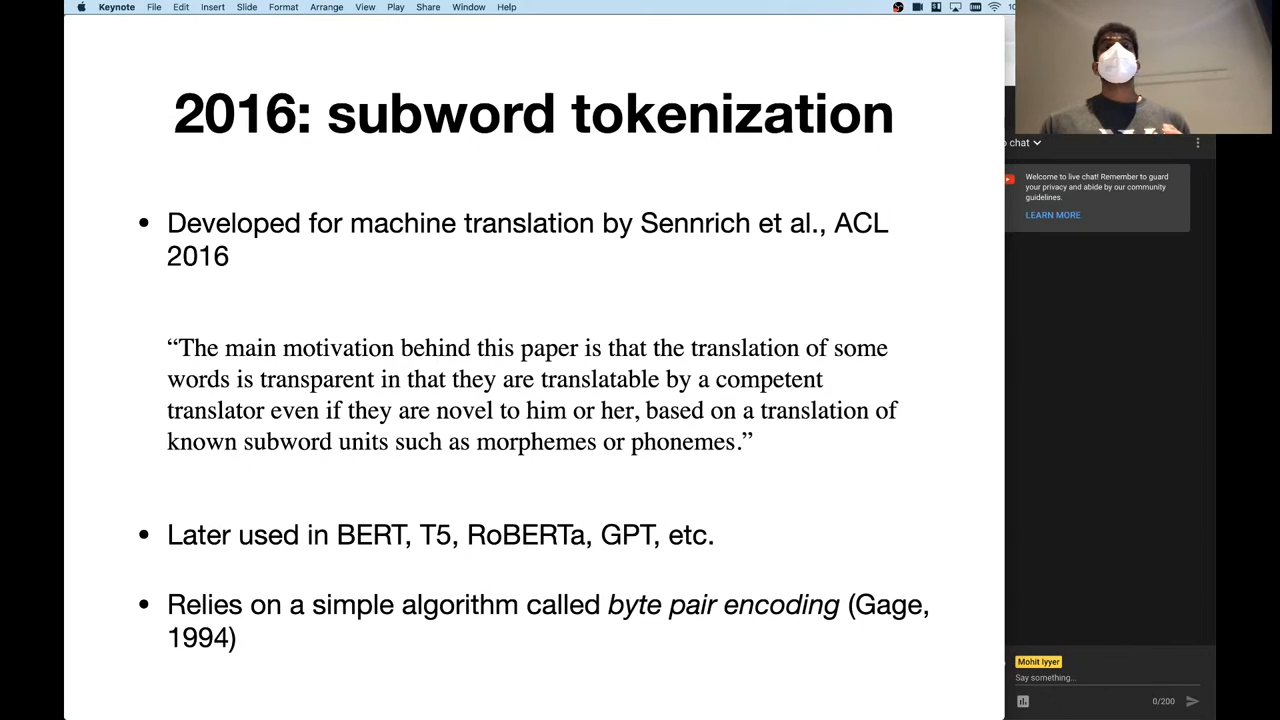 Keynote File Edit Insert Slide Format Arrange View Play Share Window Help
2016: subword tokenization
• Developed for machine translation by Sennrich et al., ACL
2016
“The main motivation behind this paper is that the translation of some
words is transparent in that they are translatable by a competent
translator even if they are novel to him or her, based on a translation of
known subword units such as morphemes or phonemes.”
• Later used in BERT, T5, RoBERTa, GPT, etc.
• Relies on a simple algorithm called byte pair encoding (Gage,
1994)
chat
Welcome to live chat! Remember to guard
your privacy and abide by our community
guidelines.
LEARN MORE
Mohit Iyyer
Say something...
0/200